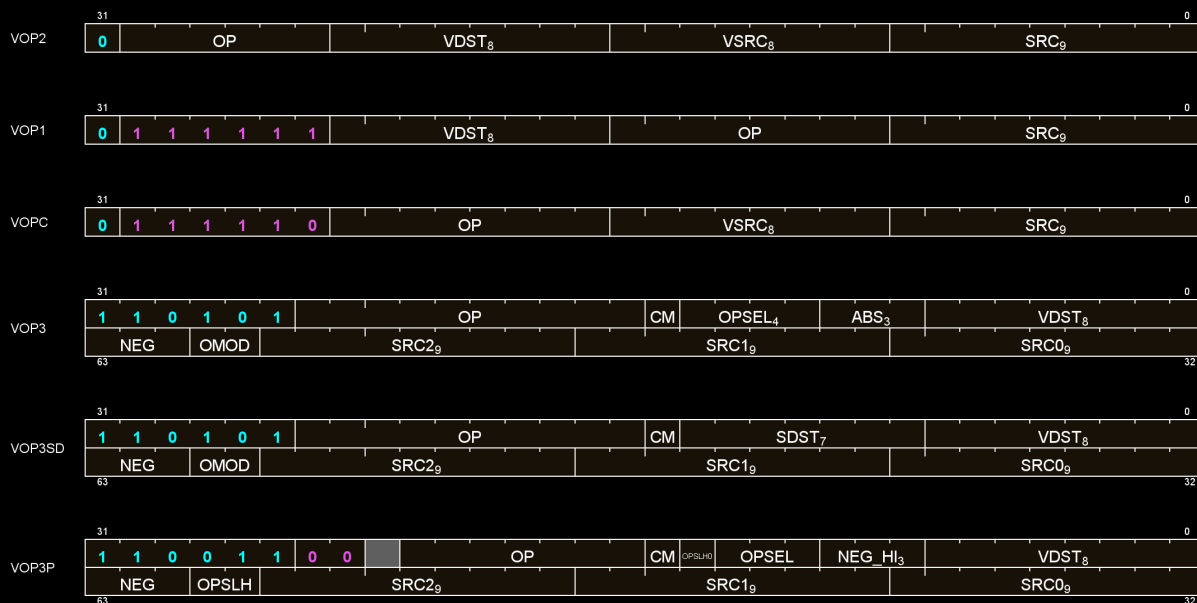 31 0
VOP2 0 OP VDST₈ VSRC₈ SRC₉
31 0
VOP1 0 1 1 1 1 1 1 VDST₈ OP SRC₉
31 0
VOPC 0 1 1 1 1 1 0 OP VSRC₈ SRC₉
31 0
VOP3 1 1 0 1 0 1 OP CM OPSEL₄ ABS₃ VDST₈
NEG OMOD SRC2₉ SRC1₉ SRC0₉
63 32
31 0
VOP3SD 1 1 0 1 0 1 OP CM SDST₇ VDST₈
NEG OMOD SRC2₉ SRC1₉ SRC0₉
63 32
31 0
VOP3P 1 1 0 0 1 1 0 0 OP CM OPSLH0 OPSEL NEG_HI₃ VDST₈
NEG OPSLH SRC2₉ SRC1₉ SRC0₉
63 32